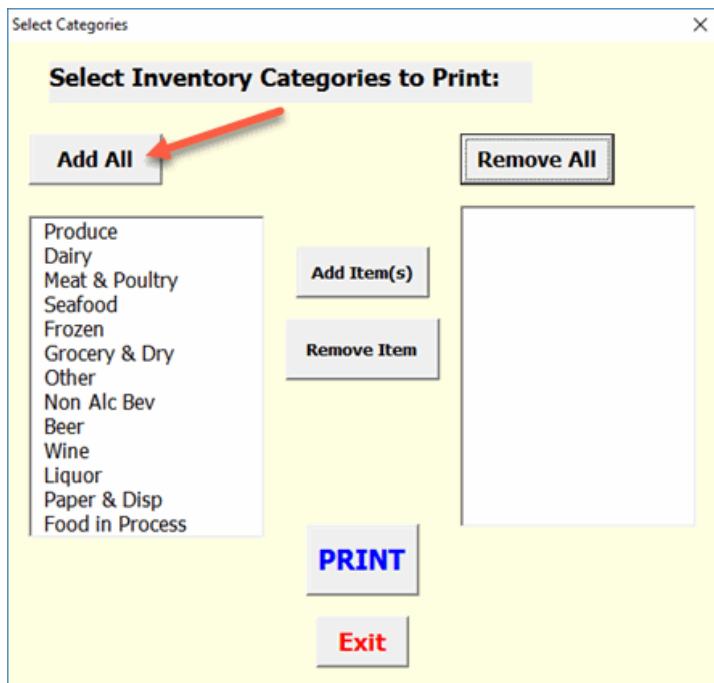 Select Categories
Select Inventory Categories to Print:
Add All
Remove All
Produce
Dairy
Meat & Poultry
Seafood
Frozen
Grocery & Dry
Other
Non Alc Bev
Beer
Wine
Liquor
Paper & Disp
Food in Process
Add Item(s)
Remove Item
PRINT
Exit